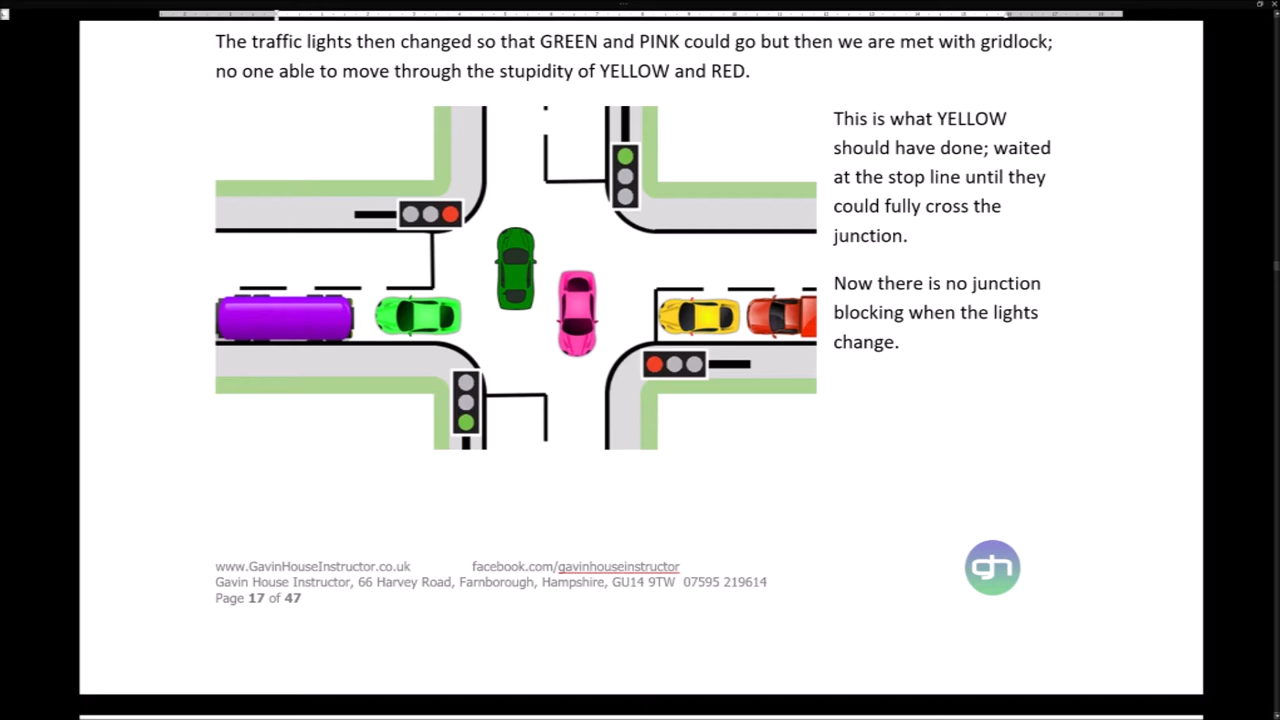 The traffic lights then changed so that GREEN and PINK could go but then we are met with gridlock;
no one able to move through the stupidity of YELLOW and RED.
This is what YELLOW
should have done; waited
at the stop line until they
could fully cross the
junction.
Now there is no junction
blocking when the lights
change.
www.GavinHouseInstructor.co.uk facebook.com/gavinhouseinstructor
Gavin House Instructor, 66 Harvey Road, Farnborough, Hampshire, GU14 9TW 07595 219614
Page 17 of 47
gh